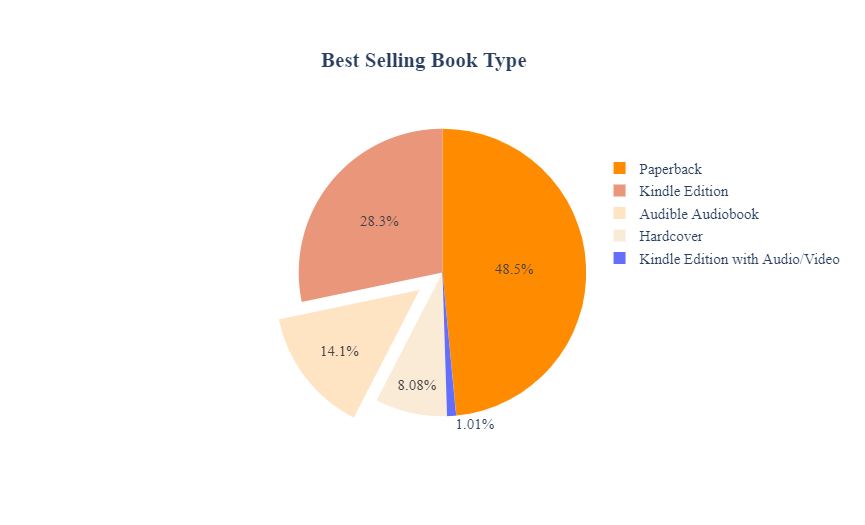 Best Selling Book Type
Paperback
Kindle Edition
Audible Audiobook
Hardcover
Kindle Edition with Audio/Video
28.3%
48.5%
14.1%
8.08%
1.01%